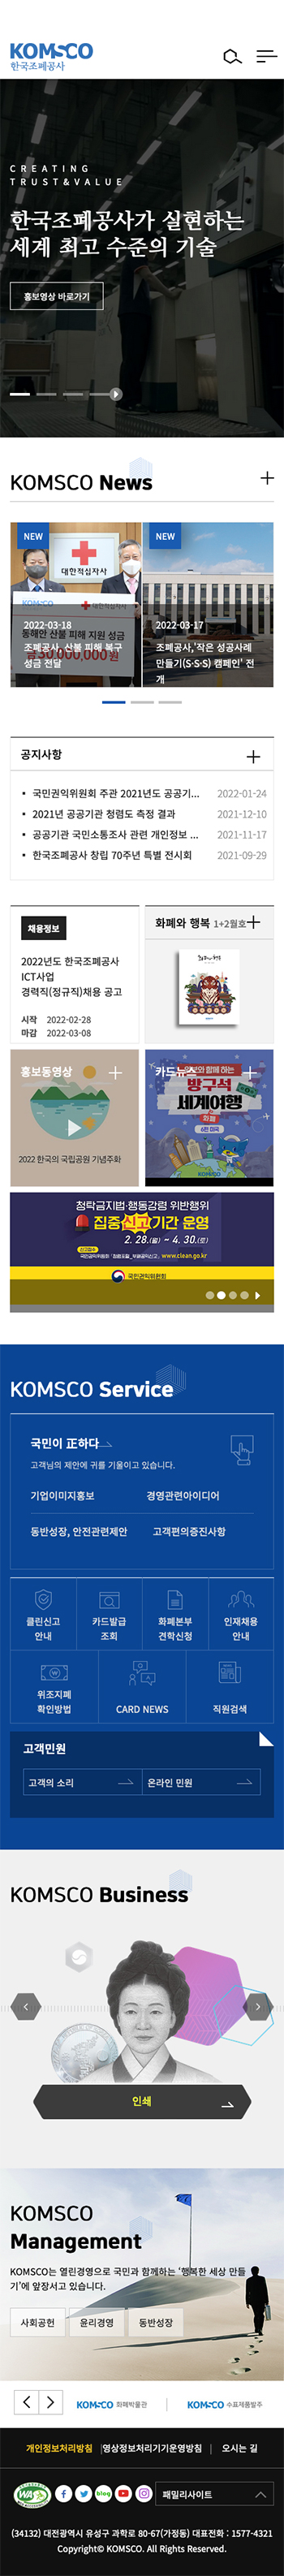 KOMSCO
한국조폐공사
CREATING
TRUST&VALUE
한국조폐공사가 실현하는
세계 최고 수준의 기술
홍보영상 바로가기
KOMSCO News
NEW
대한적십자사
KOMSCO
대한적십자사
동해안 산불 피해 지원 성금
2022-03-18
조폐공사, 산불 피해 복구
성금 전달
NEW
2022-03-17
조폐공사,'작은 성공사례
만들기(S·S·S) 캠페인' 전
개
공지사항
국민권익위원회 주관 2021년도 공공기... 2022-01-24
2021년 공공기관 청렴도 측정 결과 2021-12-10
공공기관 국민소통조사 관련 개인정보 ... 2021-11-17
한국조폐공사 창립 70주년 특별 전시회 2021-09-29
채용정보
2022년도 한국조폐공사
ICT사업
경력직(정규직)채용 공고
시작 2022-02-28
마감 2022-03-08
화폐와 행복 1+2월호
홍보동영상
2022 한국의 국립공원 기념주화
카드뉴스
함께 하는
방구석
세계여행
화폐
6탄 미국
KOMSCO
청탁금지법·행동강령 위반행위
집중신고기간 운영
2. 28.(월) ~ 4. 30.(토)
www.clean.go.kr
국민권익위원회
KOMSCO Service
국민이 正하다
고객님의 제안에 귀를 기울이고 있습니다.
기업이미지홍보 경영관련아이디어
동반성장, 안전관련제안 고객편의증진사항
클린신고
안내
카드발급
조회
화폐본부
견학신청
인재채용
안내
위조지폐
확인방법
CARD NEWS
직원검색
고객민원
고객의 소리
온라인 민원
KOMSCO Business
인쇄
KOMSCO
Management
KOMSCO는 열린경영으로 국민과 함께하는 '행복한 세상 만들
기'에 앞장서고 있습니다.
사회공헌 윤리경영 동반성장
KOMSCO 화폐박물관 KOMSCO 수표제품발주
개인정보처리방침 | 영상정보처리기기운영방침 | 오시는 길
WA
blog
패밀리사이트
(34132) 대전광역시 유성구 과학로 80-67(가정동) 대표전화 : 1577-4321
Copyright© KOMSCO. All Rights Reserved.